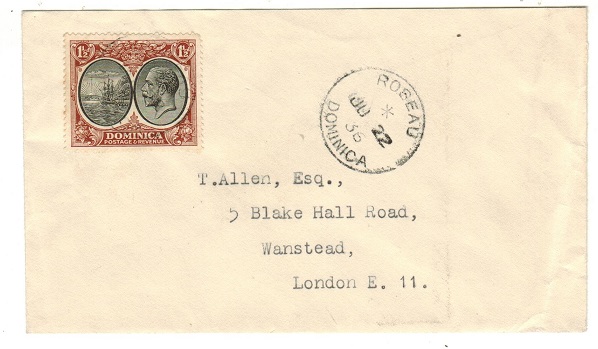 1½ 1½
DOMINICA
POSTAGE & REVENUE
ROSEAU
22
36
DOMINICA
T.Allen, Esq.,
5 Blake Hall Road,
Wanstead,
London E. 11.